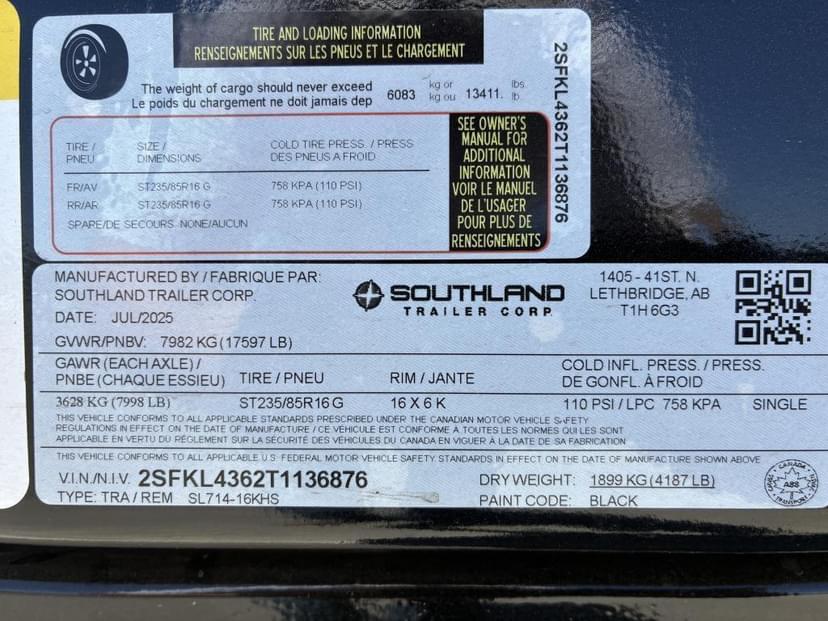 TIRE AND LOADING INFORMATION
RENSEIGNEMENTS SUR LES PNEUS ET LE CHARGEMENT
The weight of cargo should never exceed 6083 kg or 13411. lbs.
Le poids du chargement ne doit jamais dep kg ou lb.
TIRE / SIZE / COLD TIRE PRESS. / PRESS
PNEU DIMENSIONS DES PNEUS A FROID
FR/AV ST235/85R16 G 758 KPA (110 PSI)
RR/AR ST235/85R16 G 758 KPA (110 PSI)
SPARE/DE SECOURS NONE/AUCUN
SEE OWNER'S
MANUAL FOR
ADDITIONAL
INFORMATION
VOIR LE MANUEL
DE L'USAGER
POUR PLUS DE
RENSEIGNEMENTS
2SFKL4362T1136876
MANUFACTURED BY / FABRIQUE PAR:
SOUTHLAND TRAILER CORP.
DATE: JUL/2025
GVWR/PNBV: 7982 KG (17597 LB)
SOUTHLAND
TRAILER CORP.
1405 - 41ST. N.
LETHBRIDGE, AB
T1H 6G3
GAWR (EACH AXLE) / COLD INFL. PRESS. / PRESS.
PNBE (CHAQUE ESSIEU) TIRE / PNEU RIM / JANTE DE GONFL. À FROID
3628 KG (7998 LB) ST235/85R16 G 16 X 6 K 110 PSI / LPC 758 KPA SINGLE
THIS VEHICLE CONFORMS TO ALL APPLICABLE STANDARDS PRESCRIBED UNDER THE CANADIAN MOTOR VEHICLE SAFETY
REGULATIONS IN EFFECT ON THE DATE OF MANUFACTURE / CE VEHICULE EST CONFORME A TOUTES LES NORMES QUI LUI SONT
APPLICABLE EN VERTU DU RÉGLEMENT SUR LA SÉCURITÉ DES VÉHICULES DU CANADA EN VIGUER À LA DATE DE SA FABRICATION
THIS VEHICLE CONFORMS TO ALL APPLICABLE U.S. FEDERAL MOTOR VEHICLE SAFETY STANDARDS IN EFFECT ON THE DATE OF MANUFACTURE SHOWN ABOVE
V.I.N./N.I.V. 2SFKL4362T1136876 DRY WEIGHT: 1899 KG (4187 LB)
TYPE: TRA / REM SL714-16KHS PAINT CODE: BLACK
CANADA
ABS
TRANSPORT